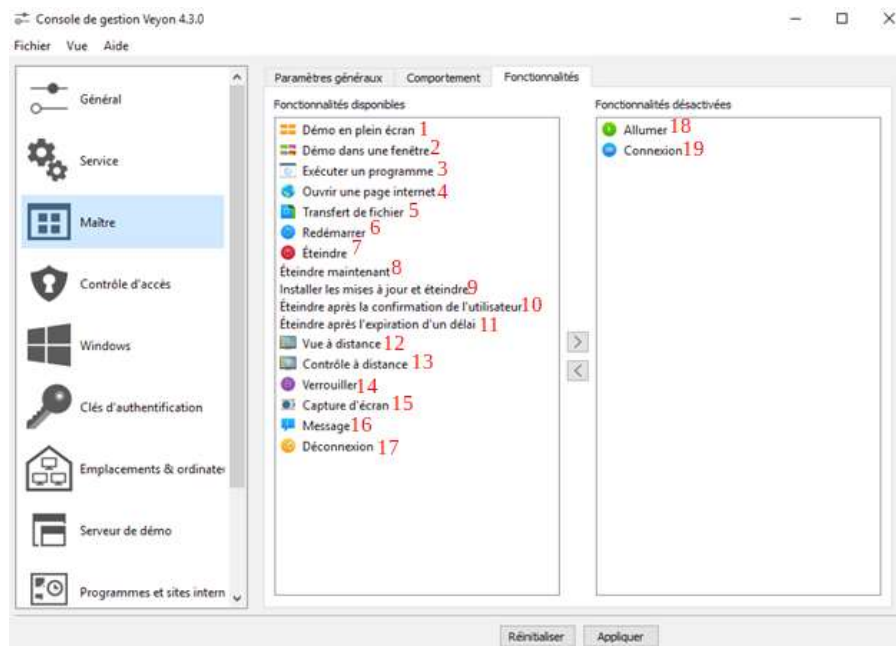 Console de gestion Veyon 4.3.0
Fichier Vue Aide
Général
Service
Maître
Contrôle d'accès
Windows
Clés d'authentification
Emplacements & ordinate
Serveur de démo
Programmes et sites intern
Paramètres généraux Comportement Fonctionnalités
Fonctionnalités disponibles
Démo en plein écran 1
Démo dans une fenêtre 2
Exécuter un programme 3
Ouvrir une page internet 4
Transfert de fichier 5
Redémarrer 6
Éteindre 7
Éteindre maintenant 8
Installer les mises à jour et éteindre 9
Éteindre après la confirmation de l'utilisateur 10
Éteindre après l'expiration d'un délai 11
Vue à distance 12
Contrôle à distance 13
Verrouiller 14
Capture d'écran 15
Message 16
Déconnexion 17
Fonctionnalités désactivées
Allumer 18
Connexion 19
>
<
Réinitialiser Appliquer